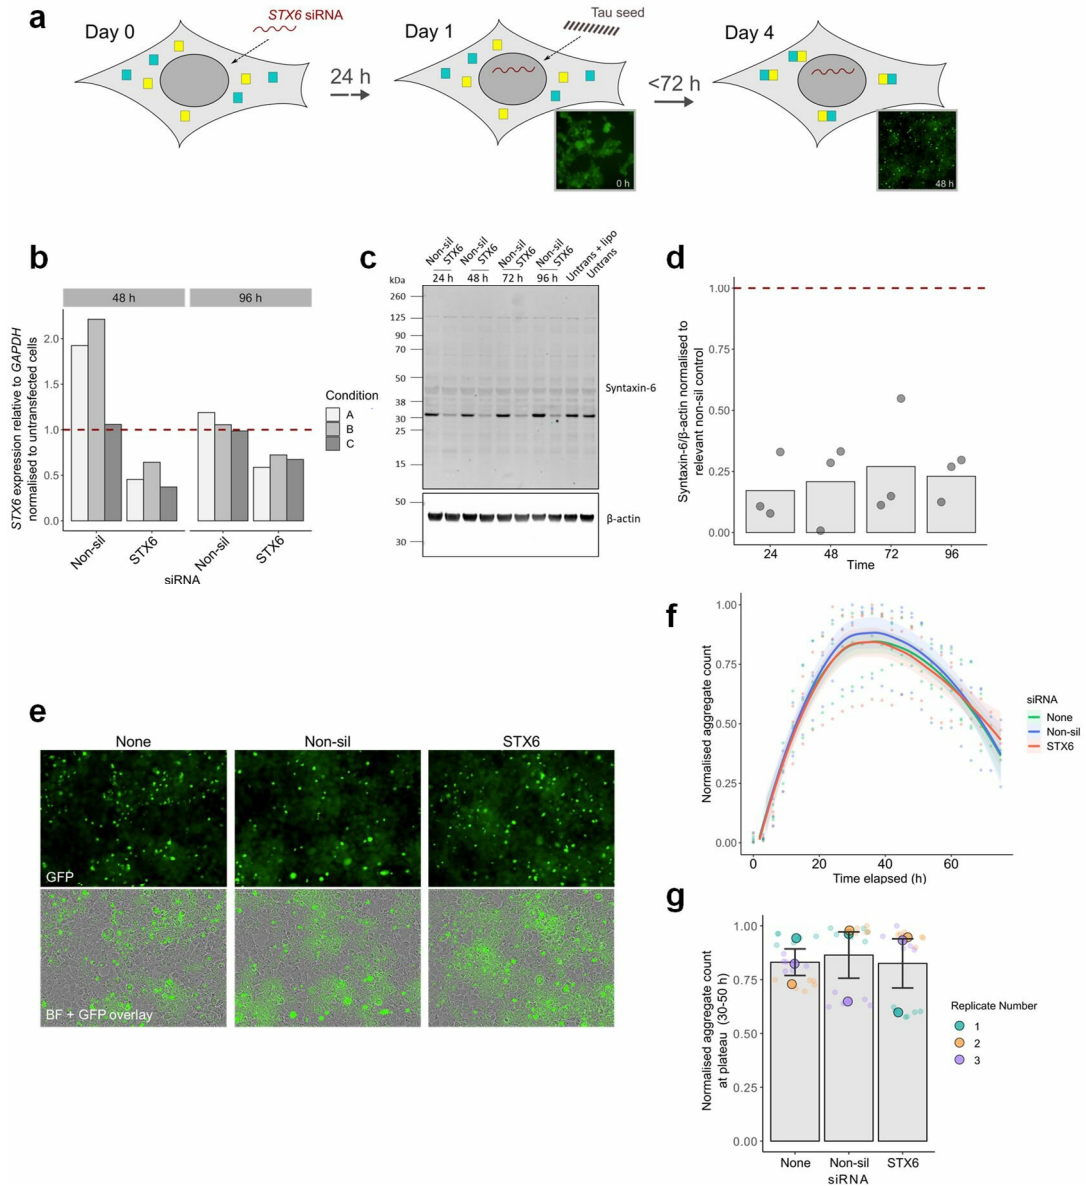 a
Day 0
STX6 siRNA
24 h
Day 1
Tau seed
0 h
<72 h
Day 4
48 h
b
48 h
96 h
STX6 expression relative to GAPDH
normalised to untransfected cells
2.0
1.5
1.0
0.5
0.0
Non-sil
STX6
Non-sil
STX6
siRNA
Condition
A
B
C
c
Non-sil
STX6
Non-sil
STX6
Non-sil
STX6
Non-sil
STX6
Untrans + lipo
Untrans
24 h
48 h
72 h
96 h
kDa
260
125
90
70
50
38
30
25
15
Syntaxin-6
50
30
β-actin
d
Syntaxin-6/β-actin normalised to
relevant non-sil control
1.00
0.75
0.50
0.25
0.00
24
48
72
96
Time
e
None
Non-sil
STX6
GFP
BF + GFP overlay
f
Normalised aggregate count
1.00
0.75
0.50
0.25
0.00
0
20
40
60
Time elapsed (h)
siRNA
None
Non-sil
STX6
g
Normalised aggregate count
at plateau (30-50 h)
1.00
0.75
0.50
0.25
0.00
None
Non-sil
STX6
siRNA
Replicate Number
1
2
3